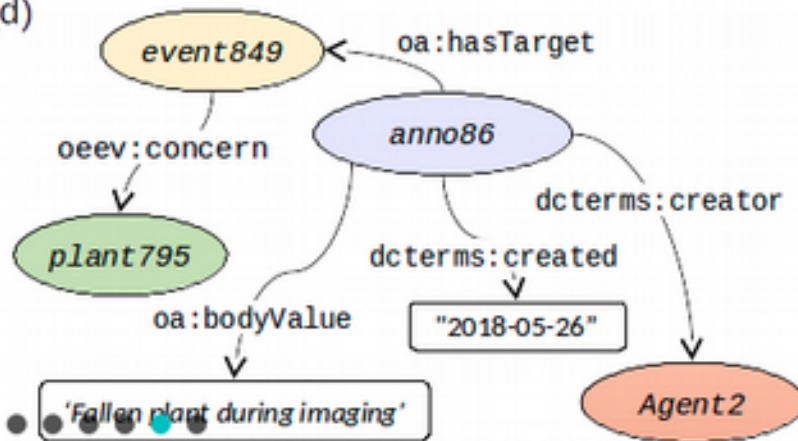 d)
event849
oa:hasTarget
anno86
oeev:concern
dcterms:creator
plant795
dcterms:created
oa:bodyValue
"2018-05-26"
'Fallen plant during imaging'
Agent2